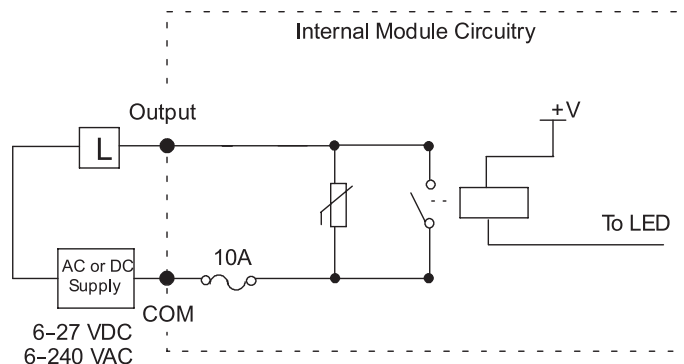 Internal Module Circuitry
Output
+V
L
To LED
10A
AC or DC
Supply
COM
6–27 VDC
6–240 VAC